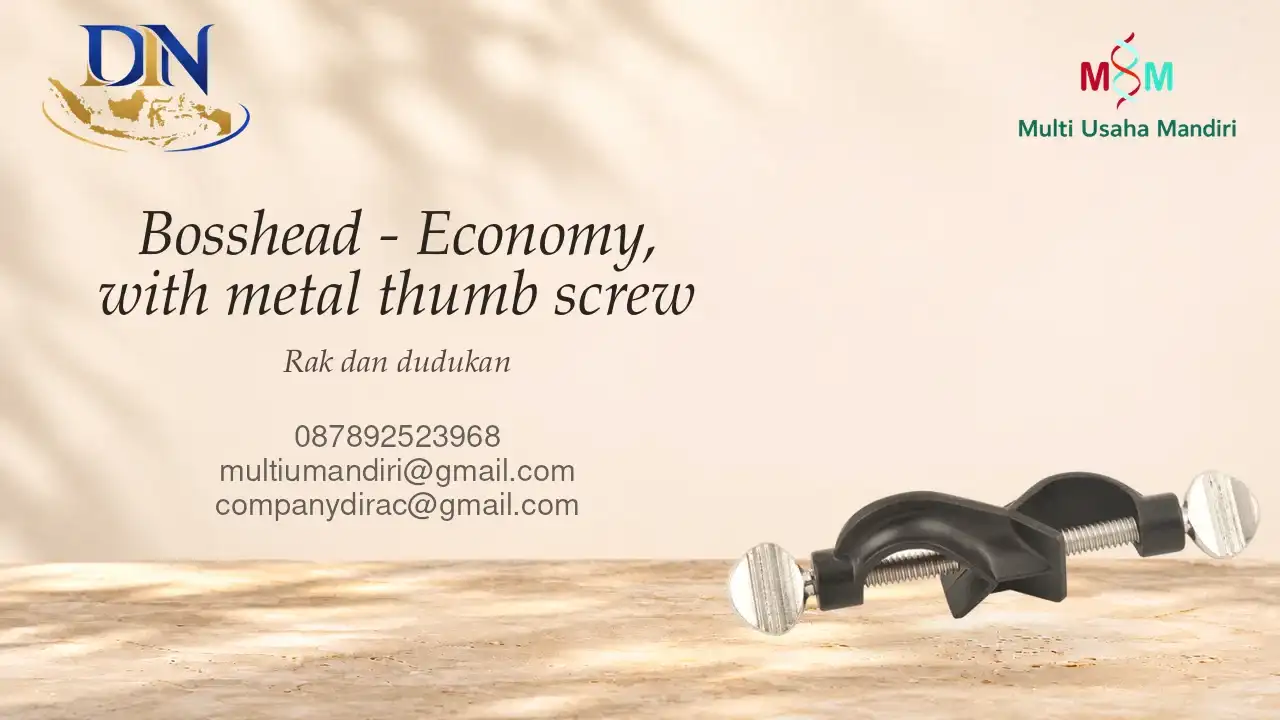 DIN
M M
Multi Usaha Mandiri
Bosshead - Economy,
with metal thumb screw
Rak dan dudukan
087892523968
multiumandiri@gmail.com
companydirac@gmail.com